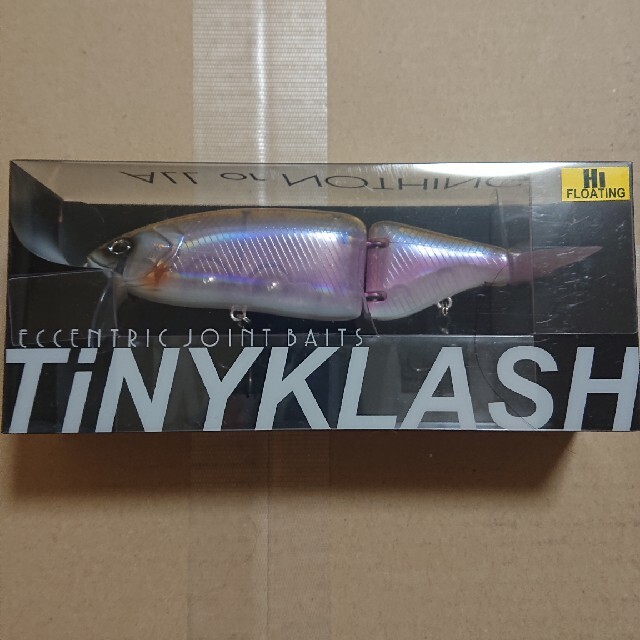 ALL or NOTHING
Hi
FLOATING
ECCENTRIC JOINT BAITS
TiNYKLASH